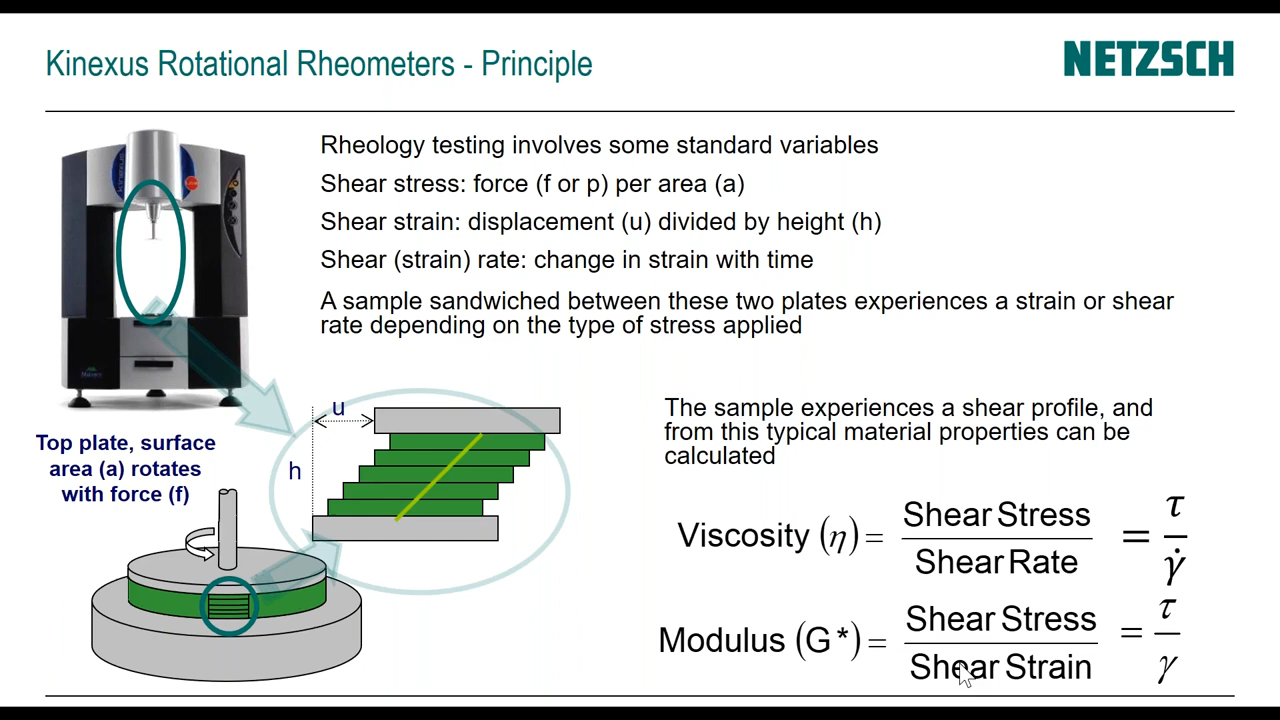 Kinexus Rotational Rheometers - Principle
NETZSCH
Rheology testing involves some standard variables
Shear stress: force (f or p) per area (a)
Shear strain: displacement (u) divided by height (h)
Shear (strain) rate: change in strain with time
A sample sandwiched between these two plates experiences a strain or shear
rate depending on the type of stress applied
u
h
Top plate, surface
area (a) rotates
with force (f)
The sample experiences a shear profile, and
from this typical material properties can be
calculated
Viscosity (η) = Shear Stress / Shear Rate = τ / γ̇
Modulus (G*) = Shear Stress / Shear Strain = τ / γ